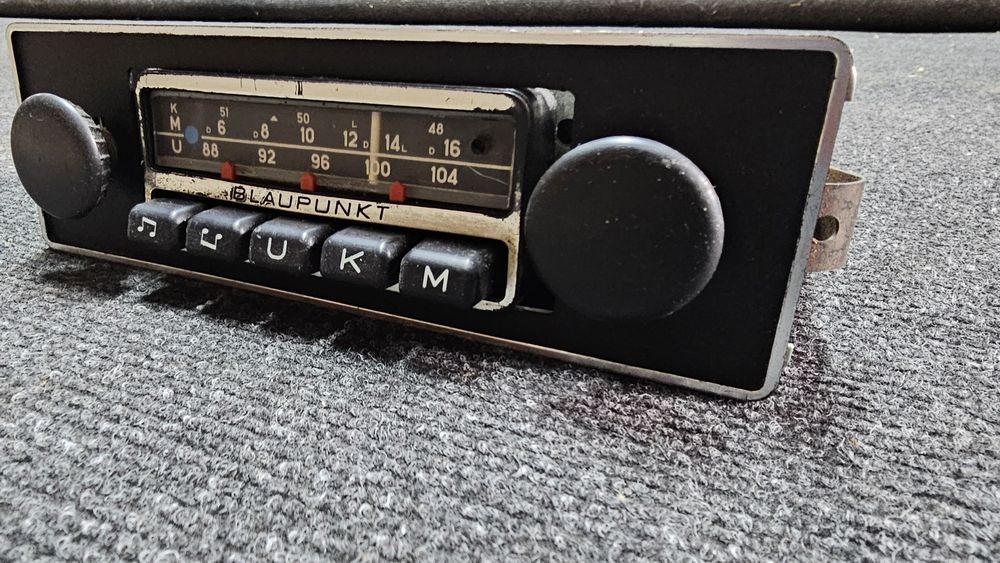 K 51 50 48
M D 6 D 8 10 12 D 14 L D 16
L
U 88 92 96 100 104
BLAUPUNKT
U K M